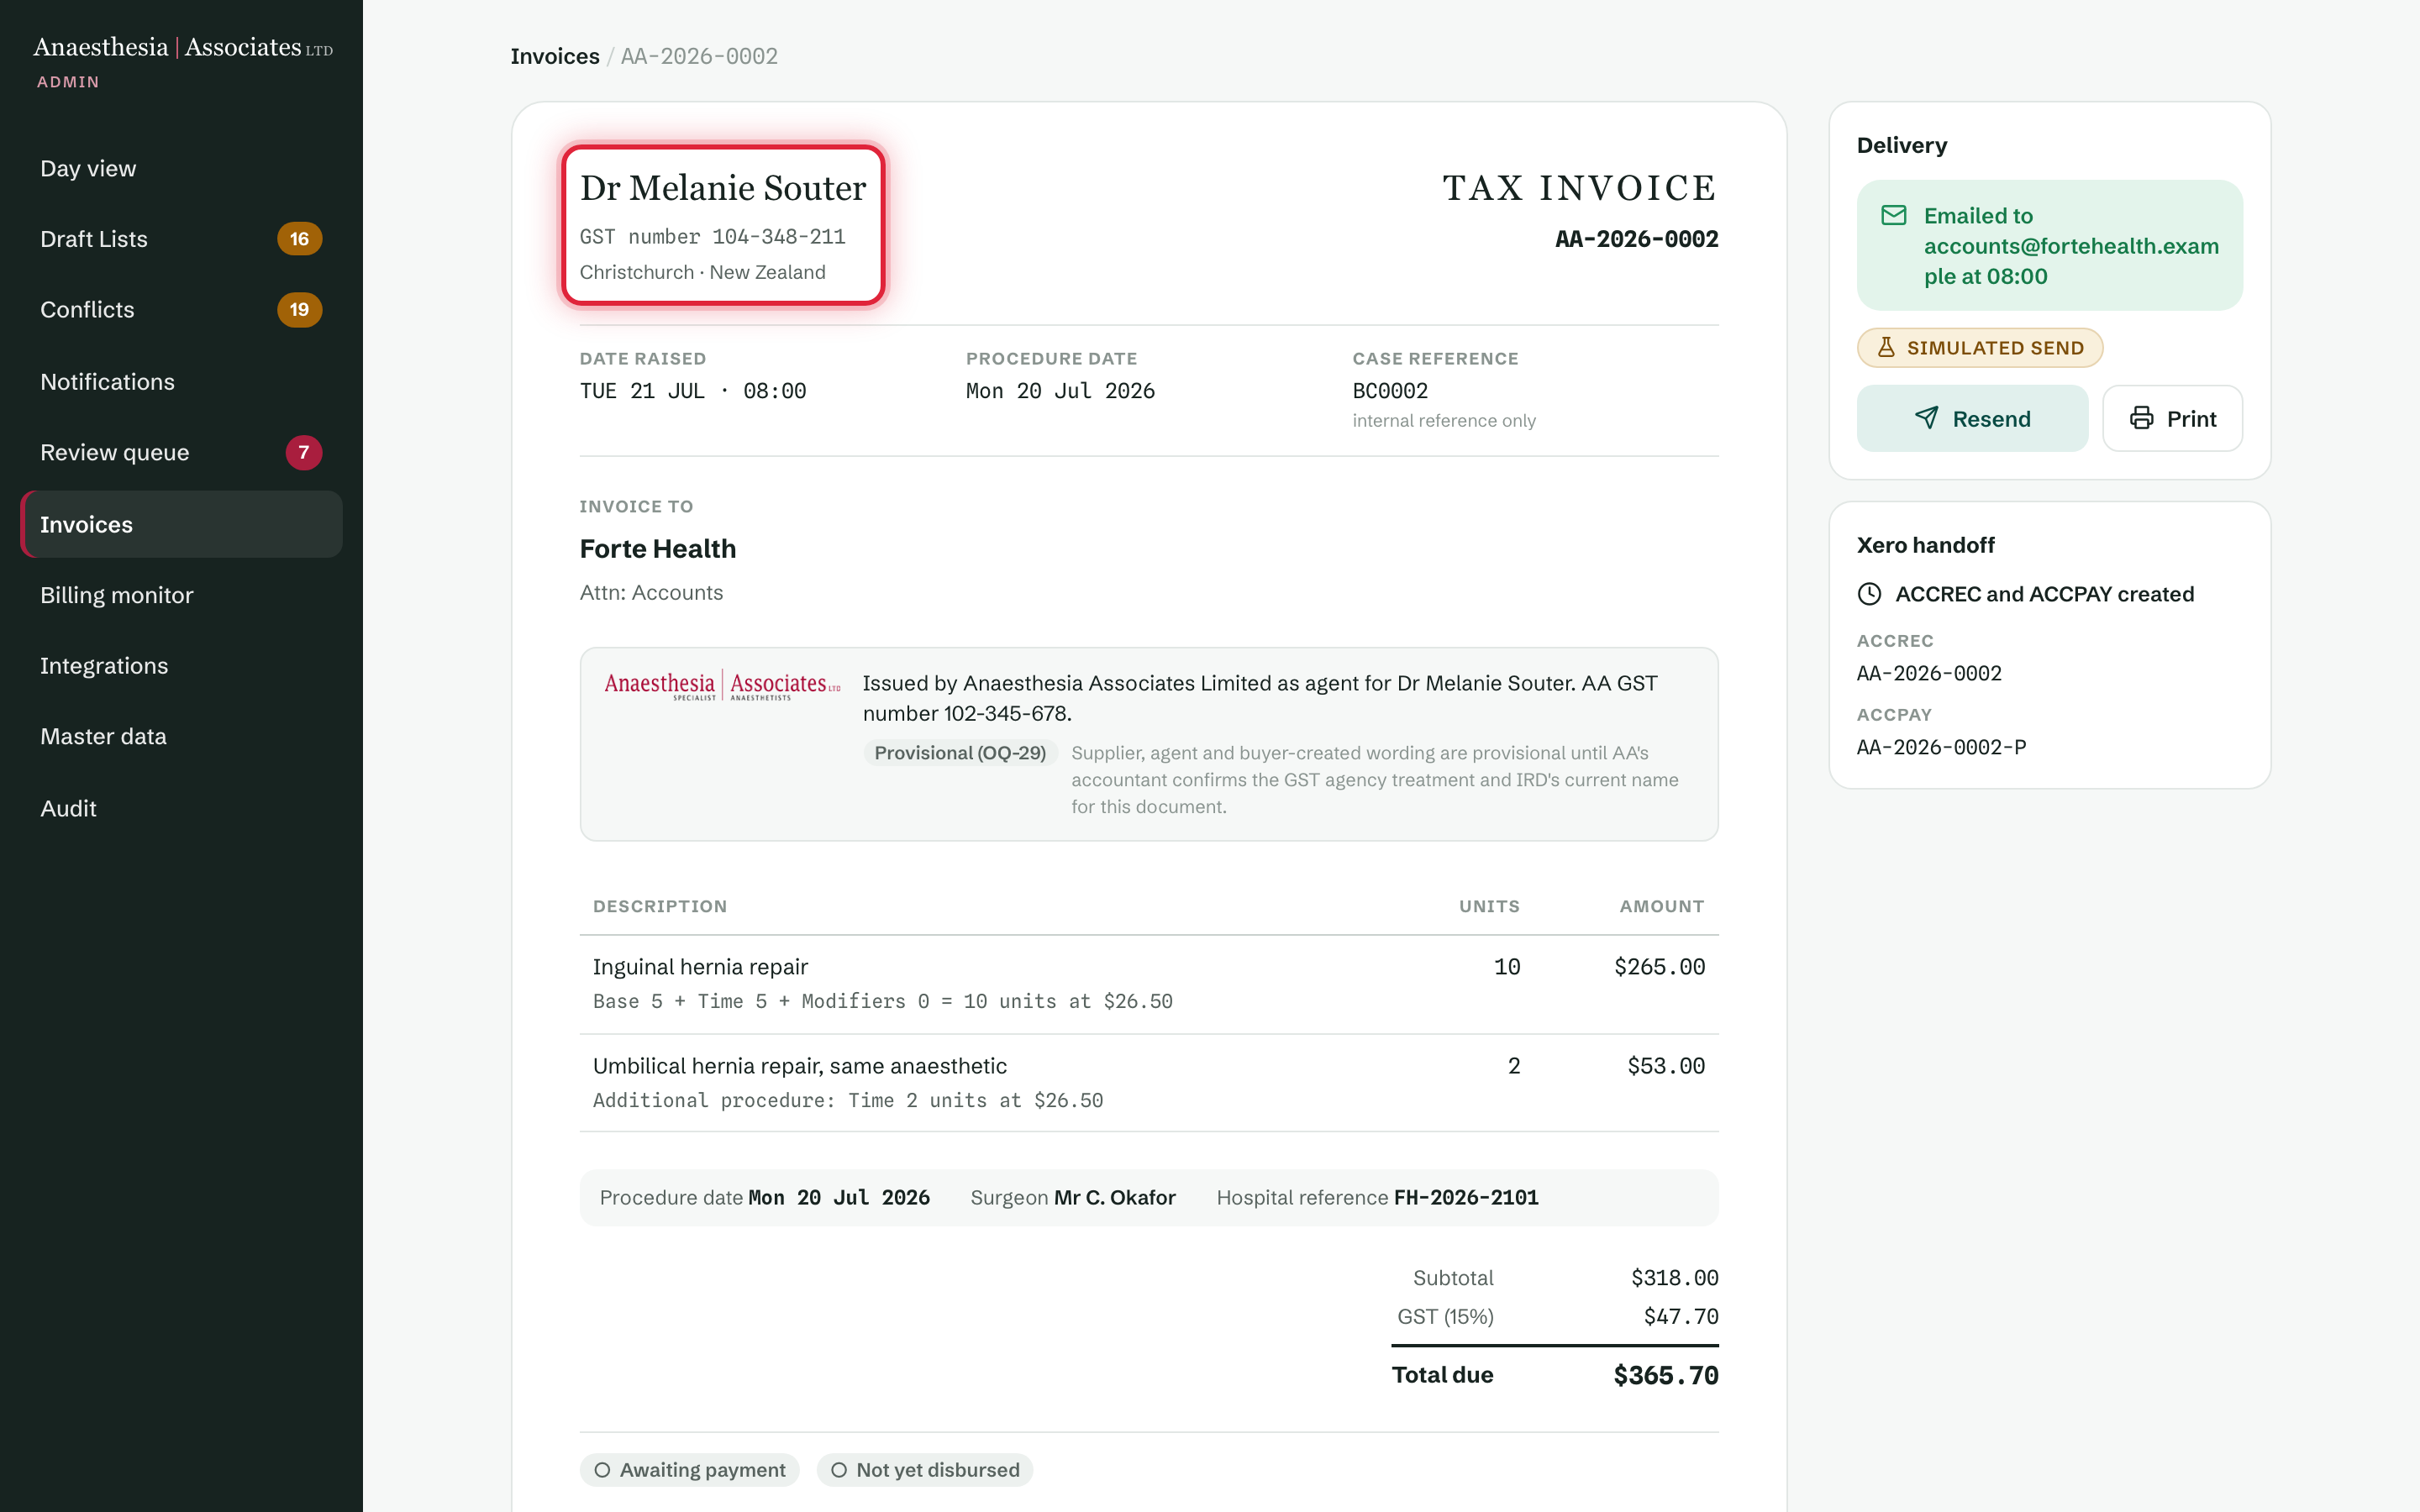 Anaesthesia | Associates LTD
ADMIN
Day view
Draft Lists 16
Conflicts 19
Notifications
Review queue 7
Invoices
Billing monitor
Integrations
Master data
Audit
Invoices / AA-2026-0002
Dr Melanie Souter
GST number 104-348-211
Christchurch · New Zealand
TAX INVOICE
AA-2026-0002
DATE RAISED
TUE 21 JUL · 08:00
PROCEDURE DATE
Mon 20 Jul 2026
CASE REFERENCE
BC0002
internal reference only
INVOICE TO
Forte Health
Attn: Accounts
Anaesthesia | Associates LTD
SPECIALIST ANAESTHETISTS
Issued by Anaesthesia Associates Limited as agent for Dr Melanie Souter. AA GST
number 102-345-678.
Provisional (OQ-29)
Supplier, agent and buyer-created wording are provisional until AA's
accountant confirms the GST agency treatment and IRD's current name
for this document.
DESCRIPTION UNITS AMOUNT
Inguinal hernia repair 10 $265.00
Base 5 + Time 5 + Modifiers 0 = 10 units at $26.50
Umbilical hernia repair, same anaesthetic 2 $53.00
Additional procedure: Time 2 units at $26.50
Procedure date Mon 20 Jul 2026 Surgeon Mr C. Okafor Hospital reference FH-2026-2101
Subtotal $318.00
GST (15%) $47.70
Total due $365.70
Awaiting payment
Not yet disbursed
Delivery
Emailed to
accounts@fortehealth.exam
ple at 08:00
SIMULATED SEND
Resend
Print
Xero handoff
ACCREC and ACCPAY created
ACCREC
AA-2026-0002
ACCPAY
AA-2026-0002-P